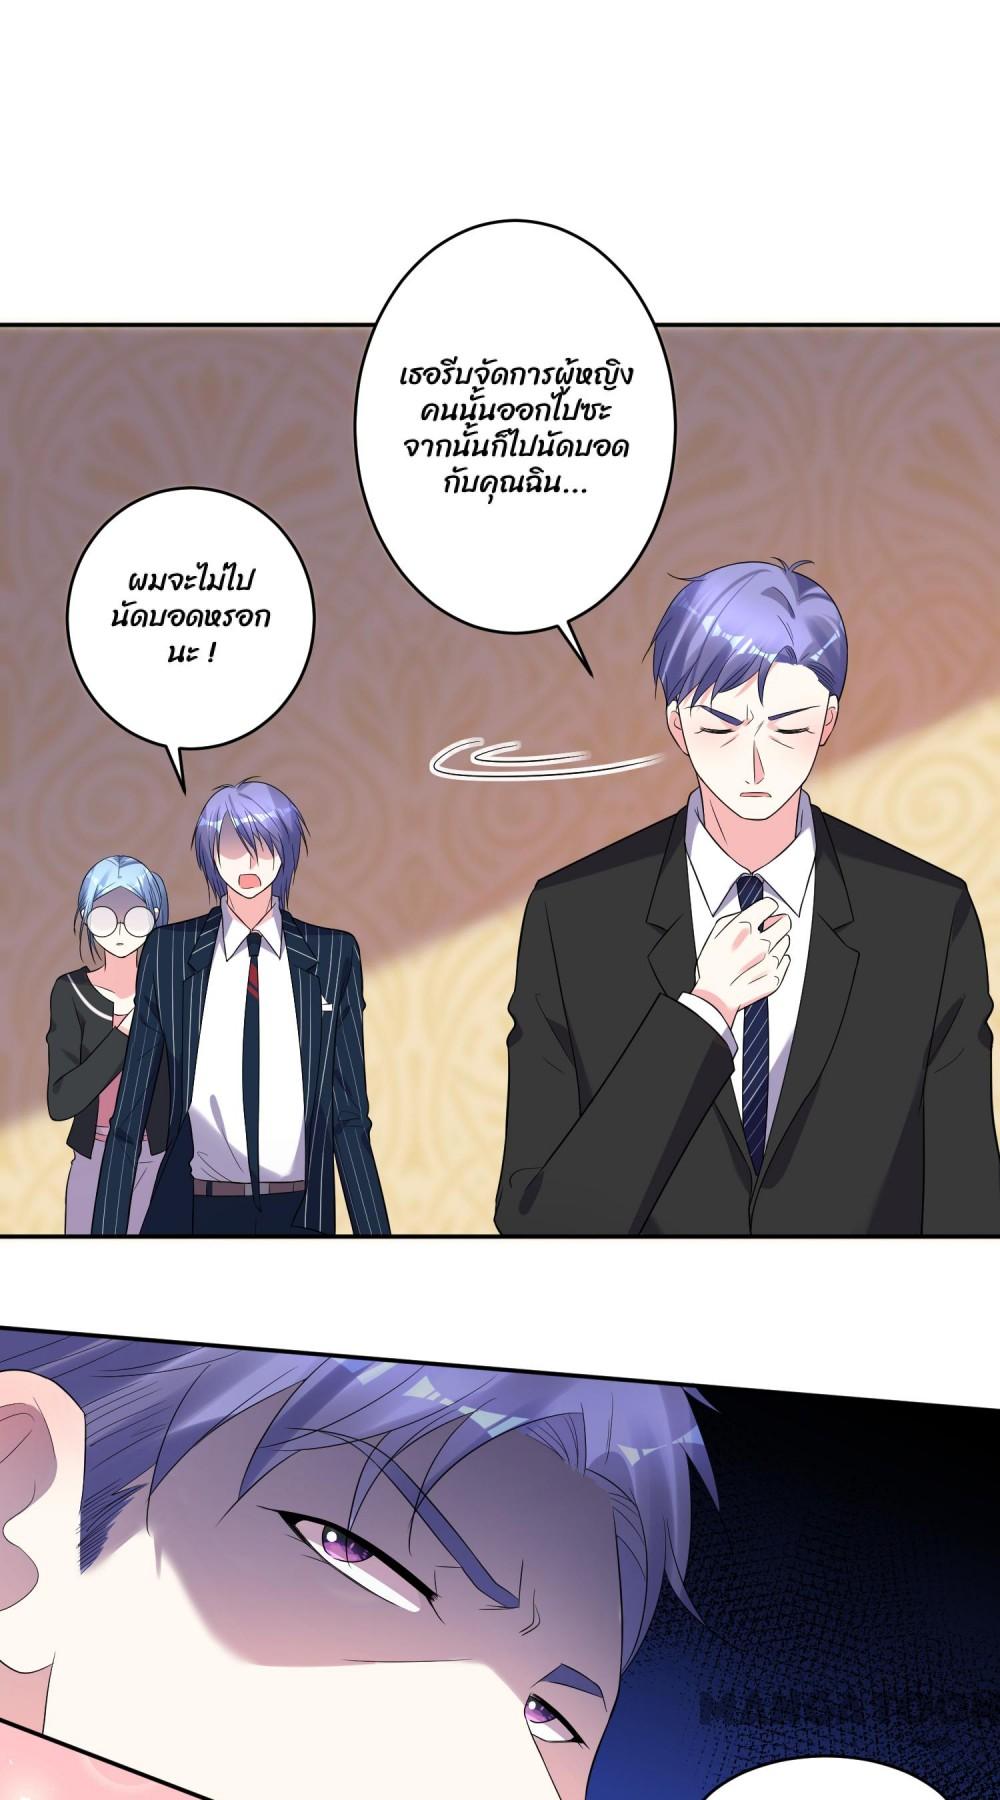 เธอรีบจัดการผู้หญิง
คนนั้นออกไปซะ
จากนั้นก็ไปนัดบอด
กับคุณฉิน...
ผมจะไม่ไป
นัดบอดหรอก
นะ !